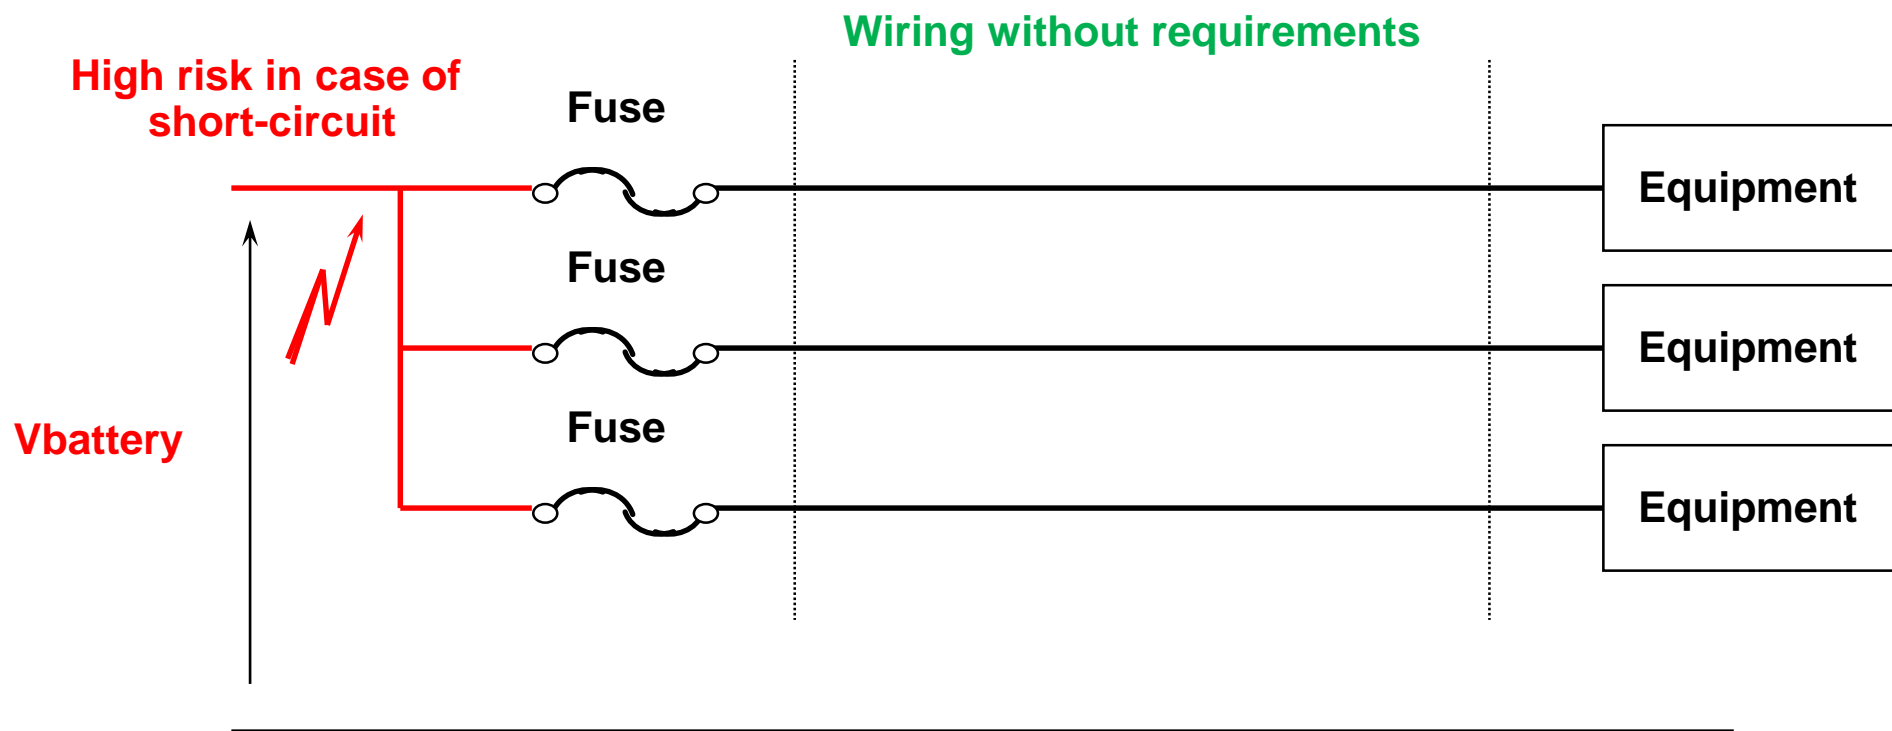 Wiring without requirements
High risk in case of
short-circuit
Fuse
Equipment
Fuse
Equipment
Vbattery
Fuse
Equipment